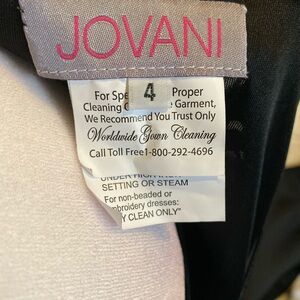 JOVANI
4
For Spe Proper
Cleaning Garment,
We Recommend You Trust Only
Worldwide Gown Cleaning
Call Toll Free1-800-292-4696
SETTING OR STEAM
For non-beaded or
broidery dresses:
Y CLEAN ONLY"